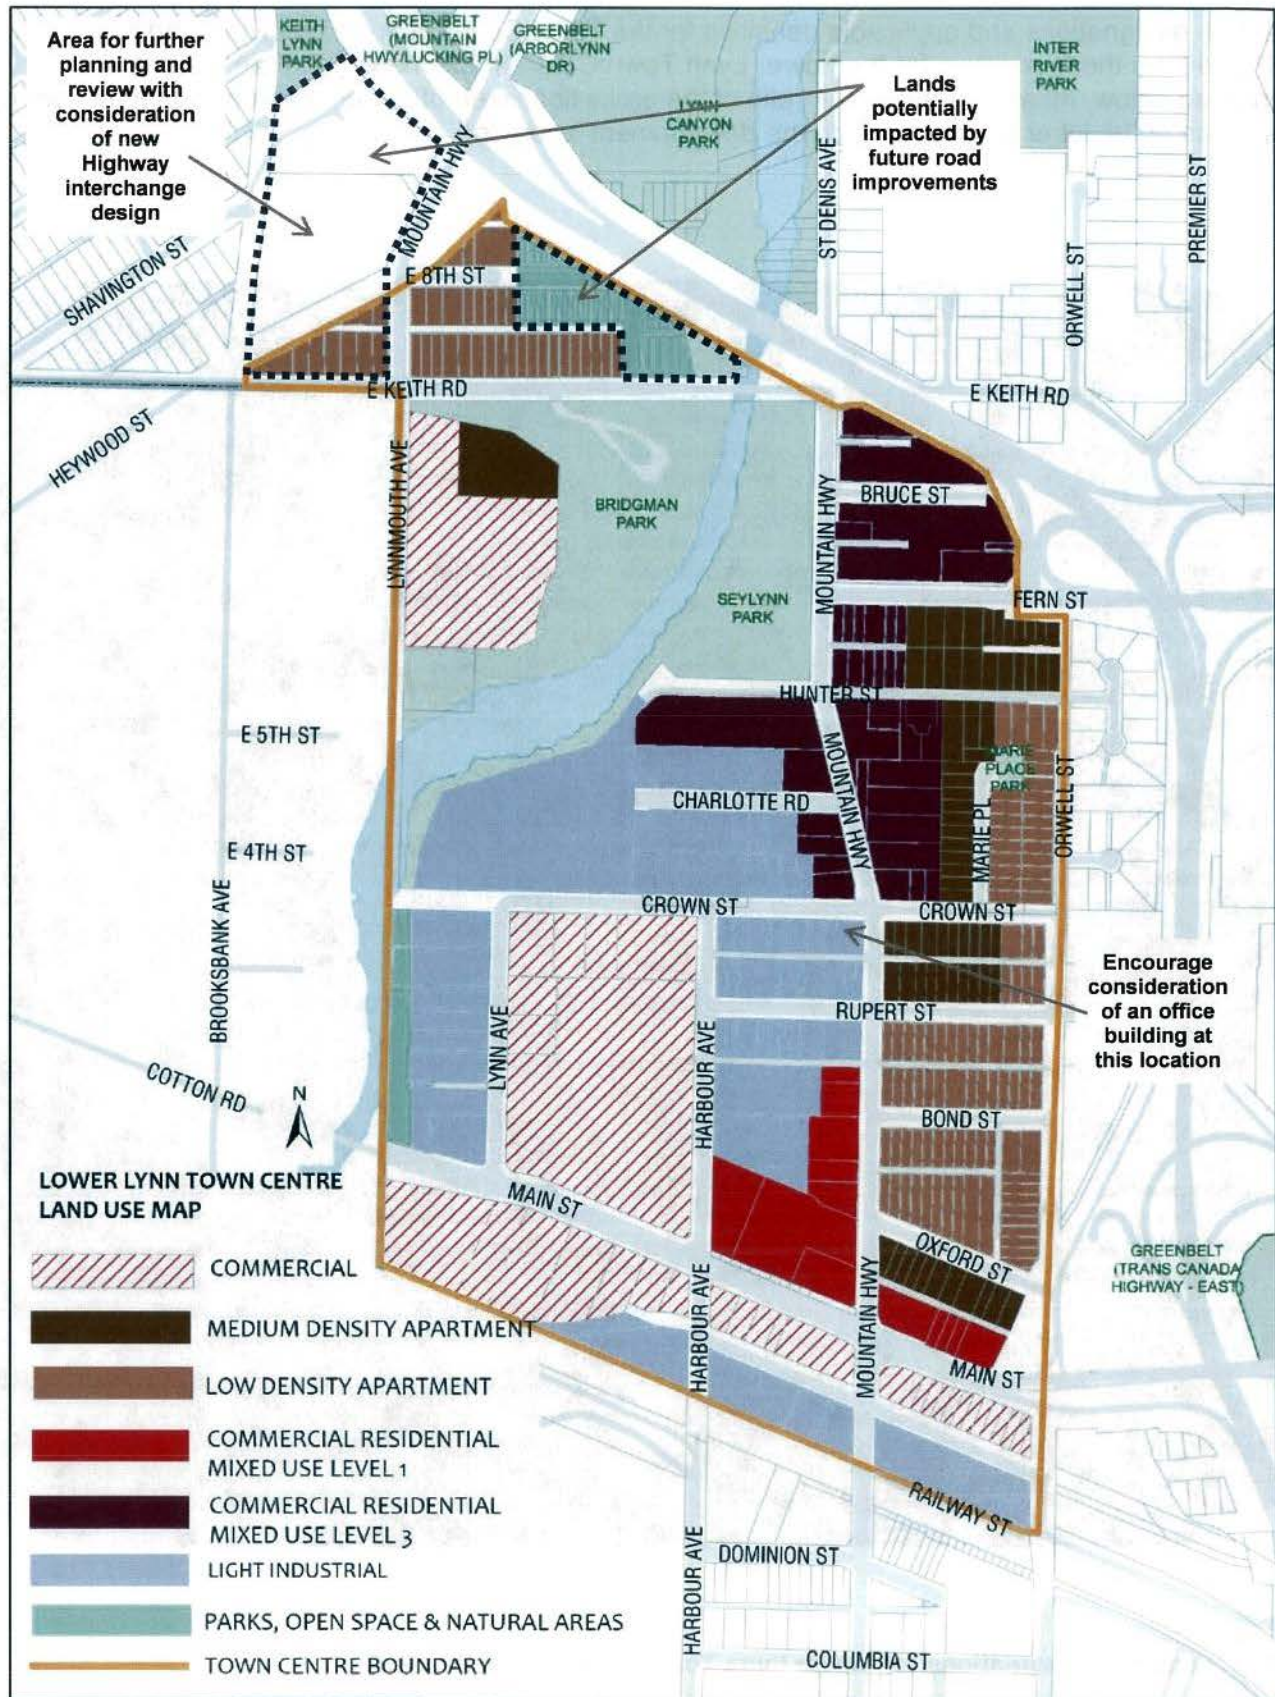 Area for further
planning and
review with
consideration
of new
Highway
interchange
design
KEITH
LYNN
PARK
GREENBELT
(MOUNTAIN
HWY/LUCKING PL)
GREENBELT
(ARBORLYNN
DR)
INTER
RIVER
PARK
LYNN
CANYON
PARK
Lands
potentially
impacted by
future road
improvements
MOUNTAIN HWY
ST DENIS AVE
ORWELL ST
PREMIER ST
SHAVINGTON ST
E 8TH ST
E KEITH RD
E KEITH RD
HEYWOOD ST
LYNNMOUTH AVE
BRIDGMAN
PARK
MOUNTAIN HWY
BRUCE ST
SEYLYNN
PARK
FERN ST
HUNTER ST
E 5TH ST
MOUNTAIN HWY
MARIE
PLACE
PARK
ORWELL ST
CHARLOTTE RD
MARIE PL
E 4TH ST
BROOKSBANK AVE
CROWN ST
CROWN ST
Encourage
consideration
of an office
building at
this location
RUPERT ST
LYNN AVE
HARBOUR AVE
COTTON RD
N
BOND ST
MAIN ST
OXFORD ST
GREENBELT
(TRANS CANADA
HIGHWAY - EAST)
HARBOUR AVE
MOUNTAIN HWY
MAIN ST
RAILWAY ST
HARBOUR AVE
DOMINION ST
COLUMBIA ST
LOWER LYNN TOWN CENTRE
LAND USE MAP
COMMERCIAL
MEDIUM DENSITY APARTMENT
LOW DENSITY APARTMENT
COMMERCIAL RESIDENTIAL
MIXED USE LEVEL 1
COMMERCIAL RESIDENTIAL
MIXED USE LEVEL 3
LIGHT INDUSTRIAL
PARKS, OPEN SPACE & NATURAL AREAS
TOWN CENTRE BOUNDARY